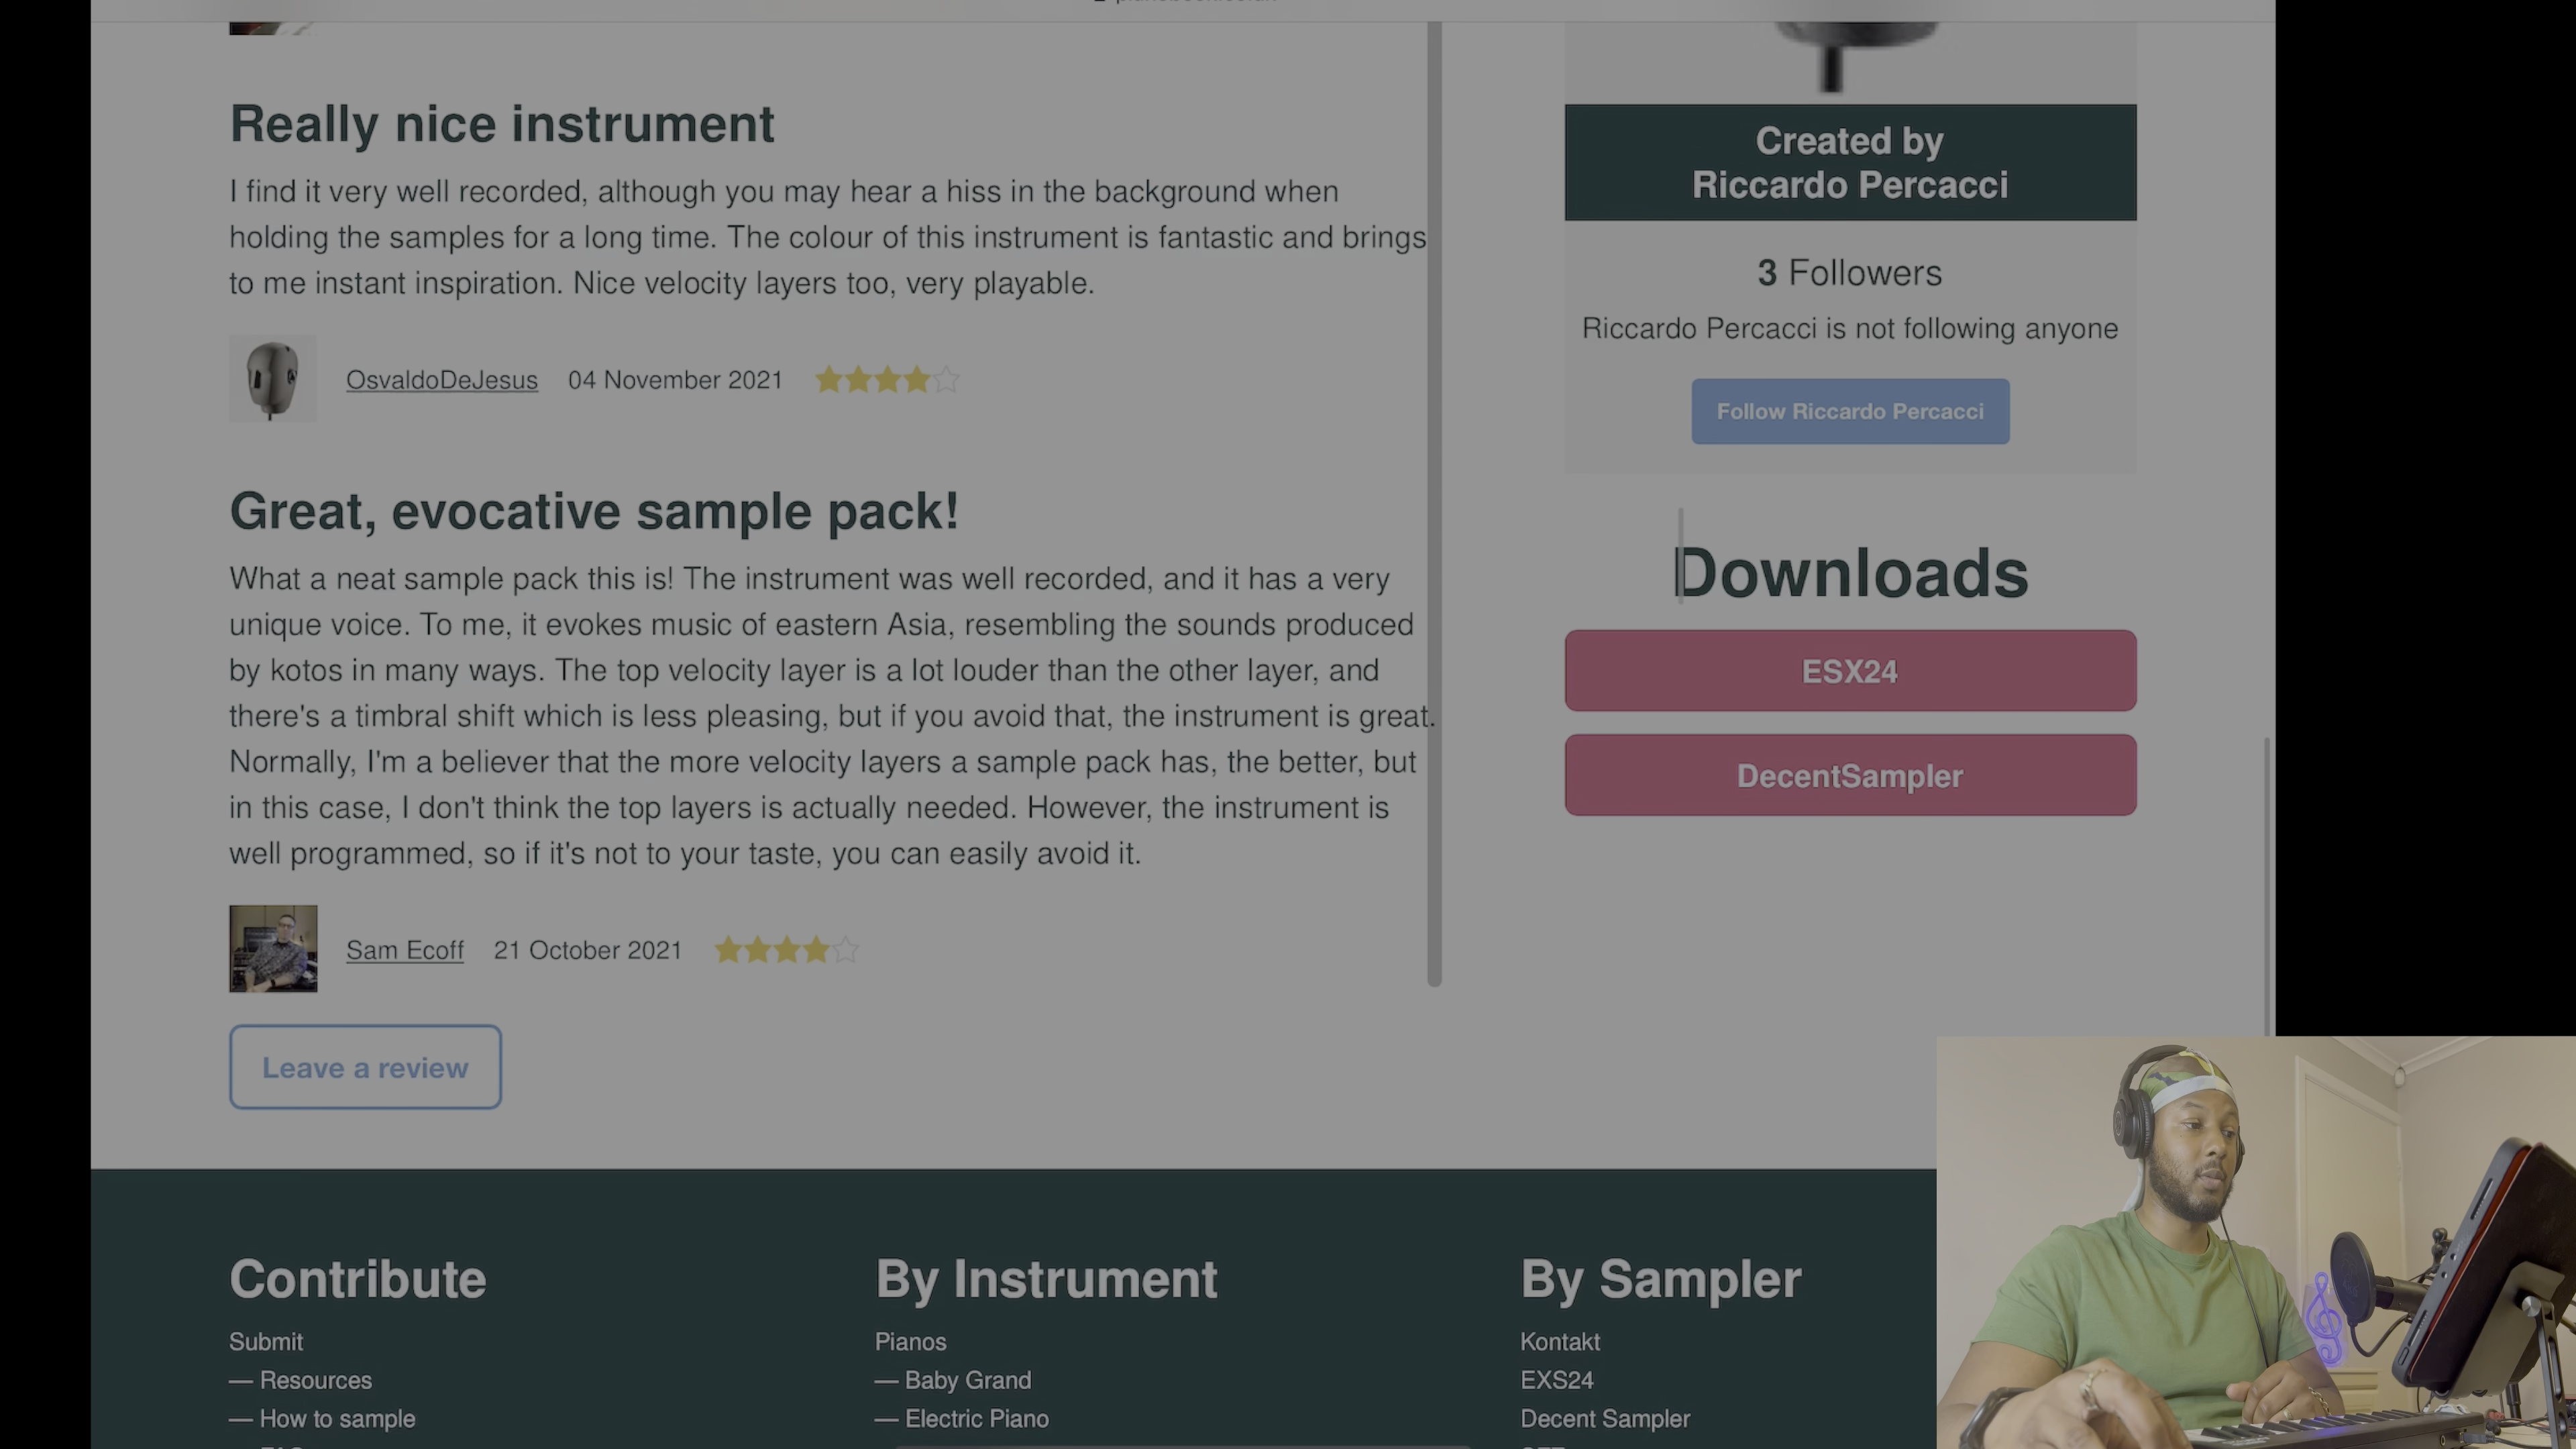 Really nice instrument
I find it very well recorded, although you may hear a hiss in the background when
holding the samples for a long time. The colour of this instrument is fantastic and brings
to me instant inspiration. Nice velocity layers too, very playable.
OsvaldoDeJesus 04 November 2021
Great, evocative sample pack!
What a neat sample pack this is! The instrument was well recorded, and it has a very
unique voice. To me, it evokes music of eastern Asia, resembling the sounds produced
by kotos in many ways. The top velocity layer is a lot louder than the other layer, and
there's a timbral shift which is less pleasing, but if you avoid that, the instrument is great.
Normally, I'm a believer that the more velocity layers a sample pack has, the better, but
in this case, I don't think the top layers is actually needed. However, the instrument is
well programmed, so if it's not to your taste, you can easily avoid it.
Sam Ecoff 21 October 2021
Leave a review
Created by
Riccardo Percacci
3 Followers
Riccardo Percacci is not following anyone
Follow Riccardo Percacci
Downloads
ESX24
DecentSampler
Contribute
Submit
— Resources
— How to sample
By Instrument
Pianos
— Baby Grand
— Electric Piano
By Sampler
Kontakt
EXS24
Decent Sampler